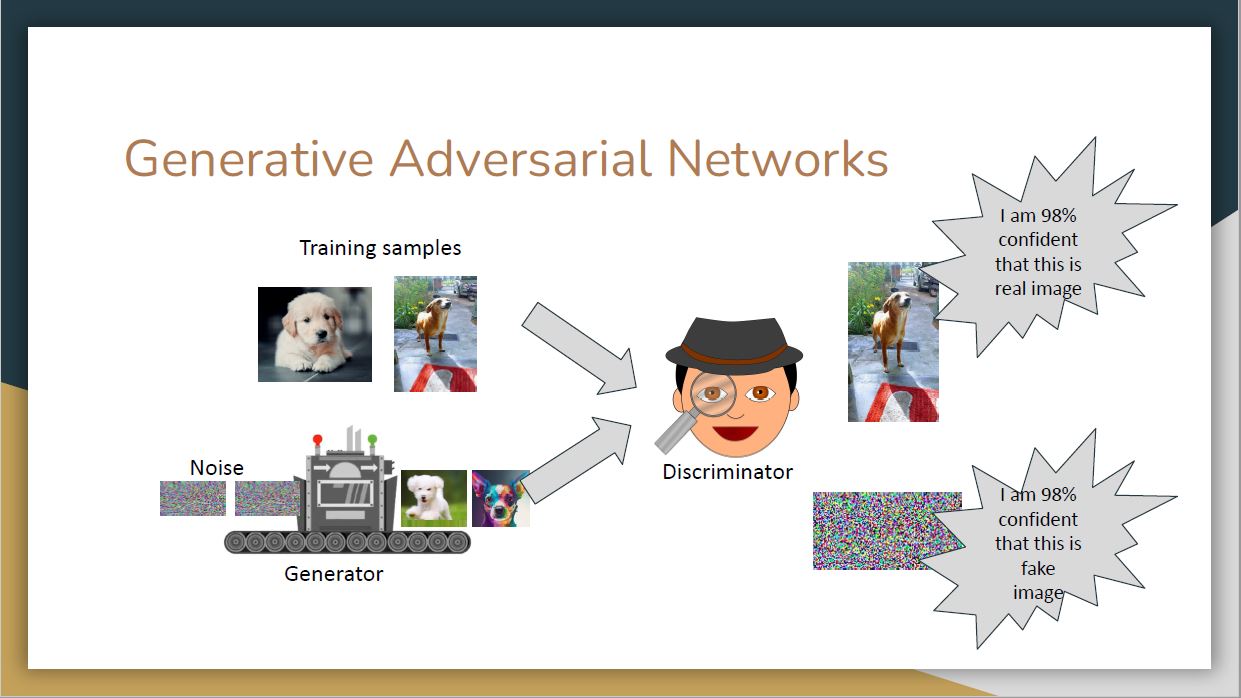 Generative Adversarial Networks
Training samples
I am 98%
confident
that this is
real image
Noise
Generator
Discriminator
I am 98%
confident
that this is
fake
image